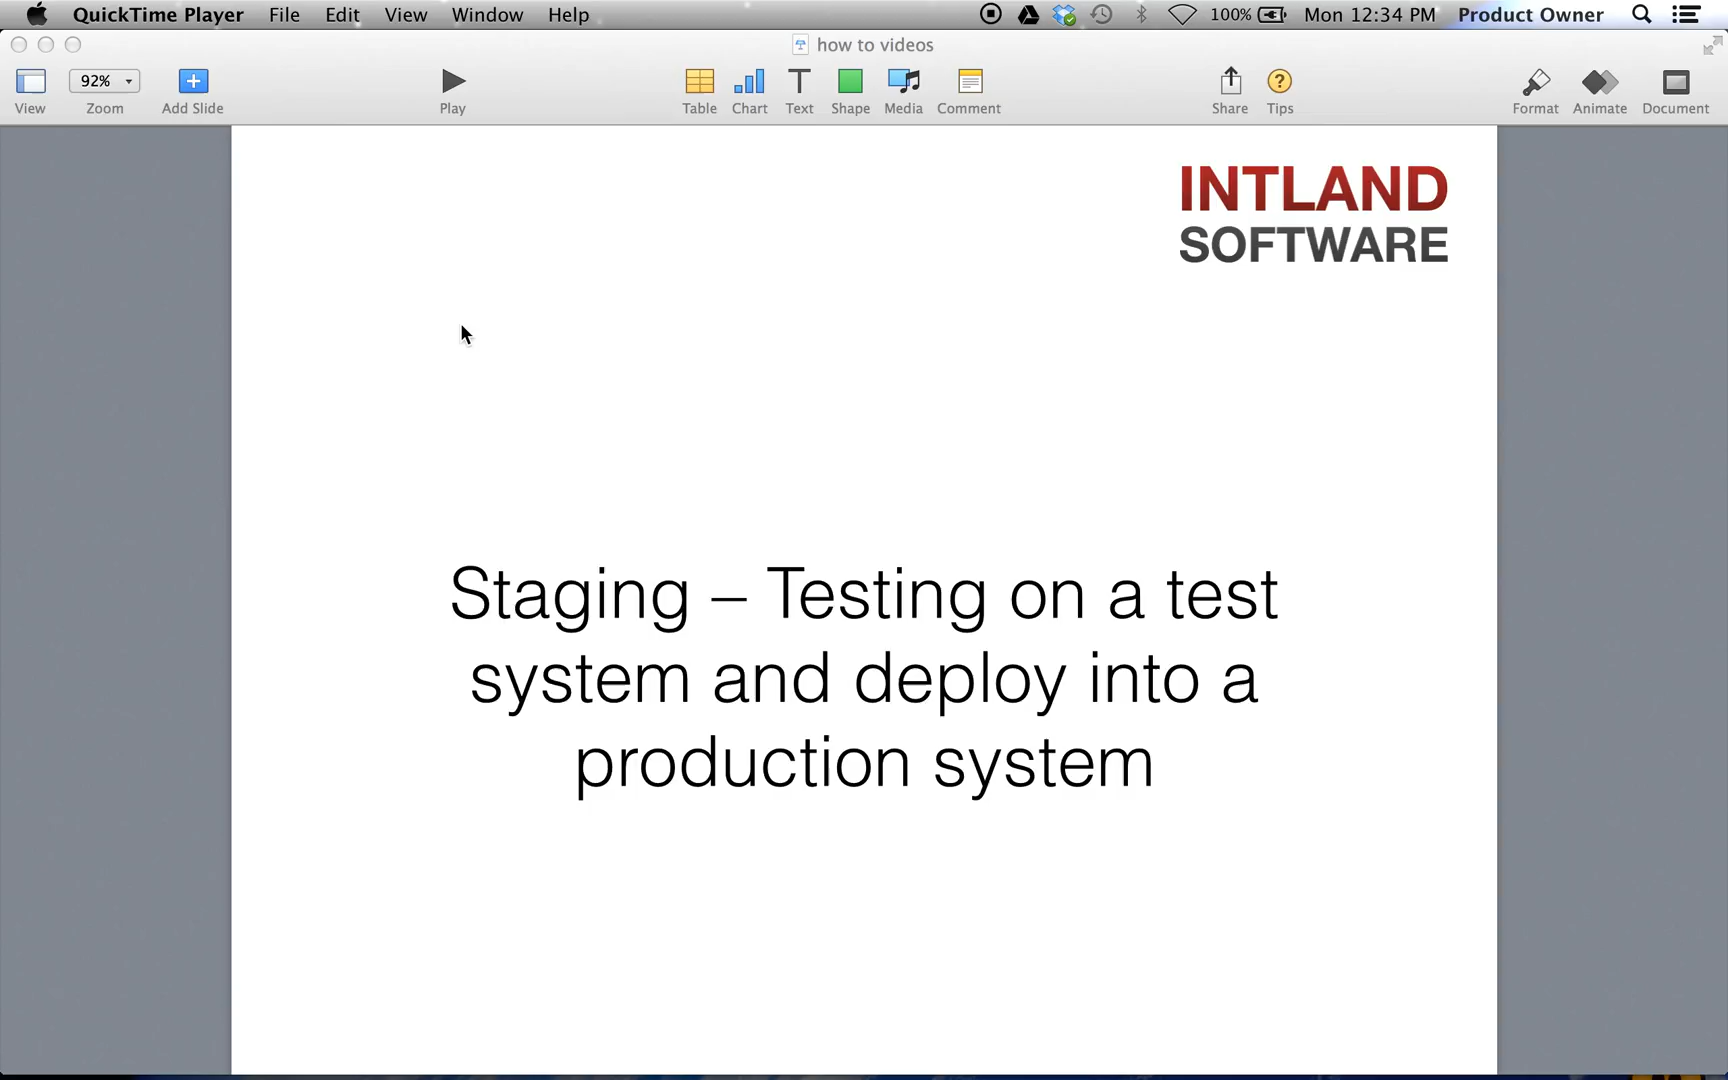 QuickTime Player File Edit View Window Help 100% Mon 12:34 PM Product Owner
how to videos
92%
View Zoom Add Slide Play Table Chart Text Shape Media Comment Share Tips Format Animate Document
INTLAND
SOFTWARE
Staging – Testing on a test
system and deploy into a
production system